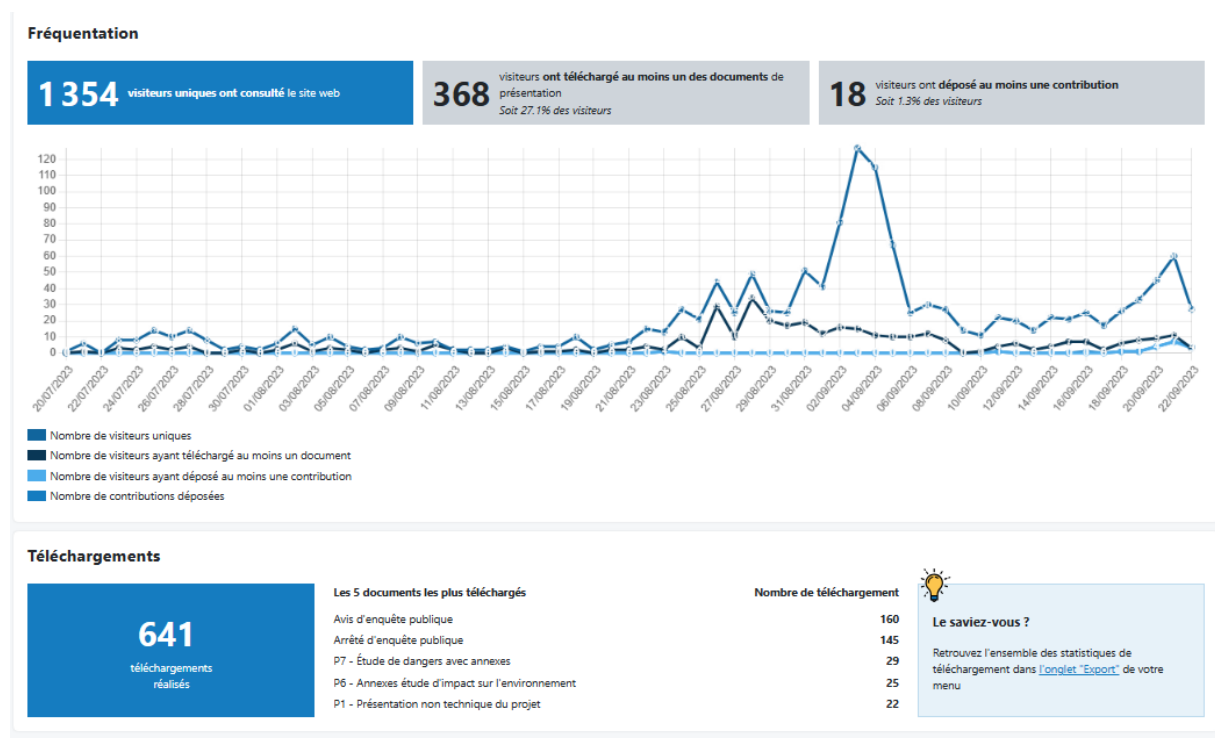 Fréquentation
1 354 visiteurs uniques ont consulté le site web
368 visiteurs ont téléchargé au moins un des documents de
présentation
Soit 27.1% des visiteurs
18 visiteurs ont déposé au moins une contribution
Soit 1.3% des visiteurs
120
110
100
90
80
70
60
50
40
30
20
10
0
20/07/2023 22/07/2023 24/07/2023 26/07/2023 28/07/2023 30/07/2023 01/08/2023 03/08/2023 05/08/2023 07/08/2023 09/08/2023 11/08/2023 13/08/2023 15/08/2023 17/08/2023 19/08/2023 21/08/2023 23/08/2023 25/08/2023 27/08/2023 29/08/2023 31/08/2023 02/09/2023 04/09/2023 06/09/2023 08/09/2023 10/09/2023 12/09/2023 14/09/2023 16/09/2023 18/09/2023 20/09/2023 22/09/2023
Nombre de visiteurs uniques
Nombre de visiteurs ayant téléchargé au moins un document
Nombre de visiteurs ayant déposé au moins une contribution
Nombre de contributions déposées
Téléchargements
641
téléchargements
réalisés
Les 5 documents les plus téléchargés Nombre de téléchargement
Avis d'enquête publique 160
Arrêté d'enquête publique 145
P7 - Étude de dangers avec annexes 29
P6 - Annexes étude d'impact sur l'environnement 25
P1 - Présentation non technique du projet 22
Le saviez-vous ?
Retrouvez l'ensemble des statistiques de
téléchargement dans l'onglet "Export" de votre
menu